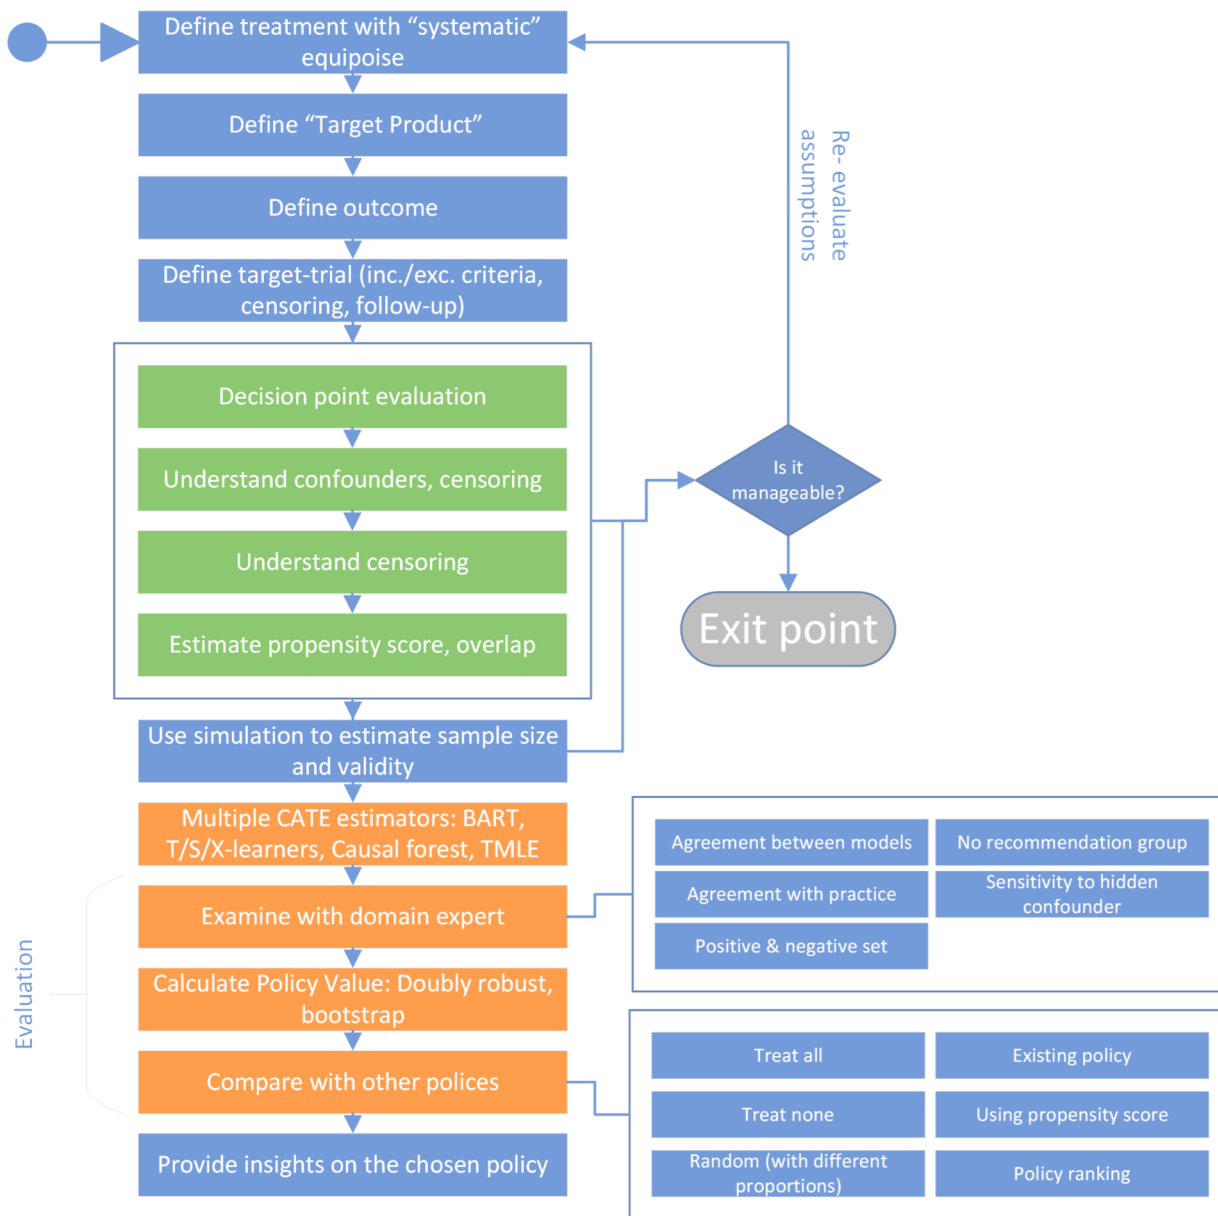 Define treatment with “systematic”
equipoise
Define “Target Product”
Define outcome
Define target-trial (inc./exc. criteria,
censoring, follow-up)
Decision point evaluation
Understand confounders, censoring
Understand censoring
Estimate propensity score, overlap
Use simulation to estimate sample size
and validity
Re- evaluate
assumptions
Is it
manageable?
Exit point
Multiple CATE estimators: BART,
T/S/X-learners, Causal forest, TMLE
Evaluation
Examine with domain expert
Agreement between models
No recommendation group
Agreement with practice
Sensitivity to hidden
confounder
Positive & negative set
Calculate Policy Value: Doubly robust,
bootstrap
Compare with other polices
Treat all
Existing policy
Treat none
Using propensity score
Random (with different
proportions)
Policy ranking
Provide insights on the chosen policy